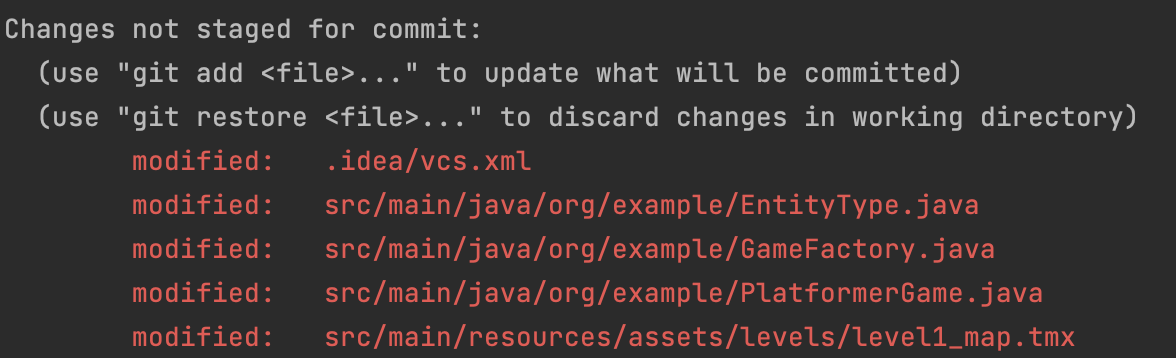 Changes not staged for commit:
  (use "git add <file>..." to update what will be committed)
  (use "git restore <file>..." to discard changes in working directory)
        modified:   .idea/vcs.xml
        modified:   src/main/java/org/example/EntityType.java
        modified:   src/main/java/org/example/GameFactory.java
        modified:   src/main/java/org/example/PlatformerGame.java
        modified:   src/main/resources/assets/levels/level1_map.tmx